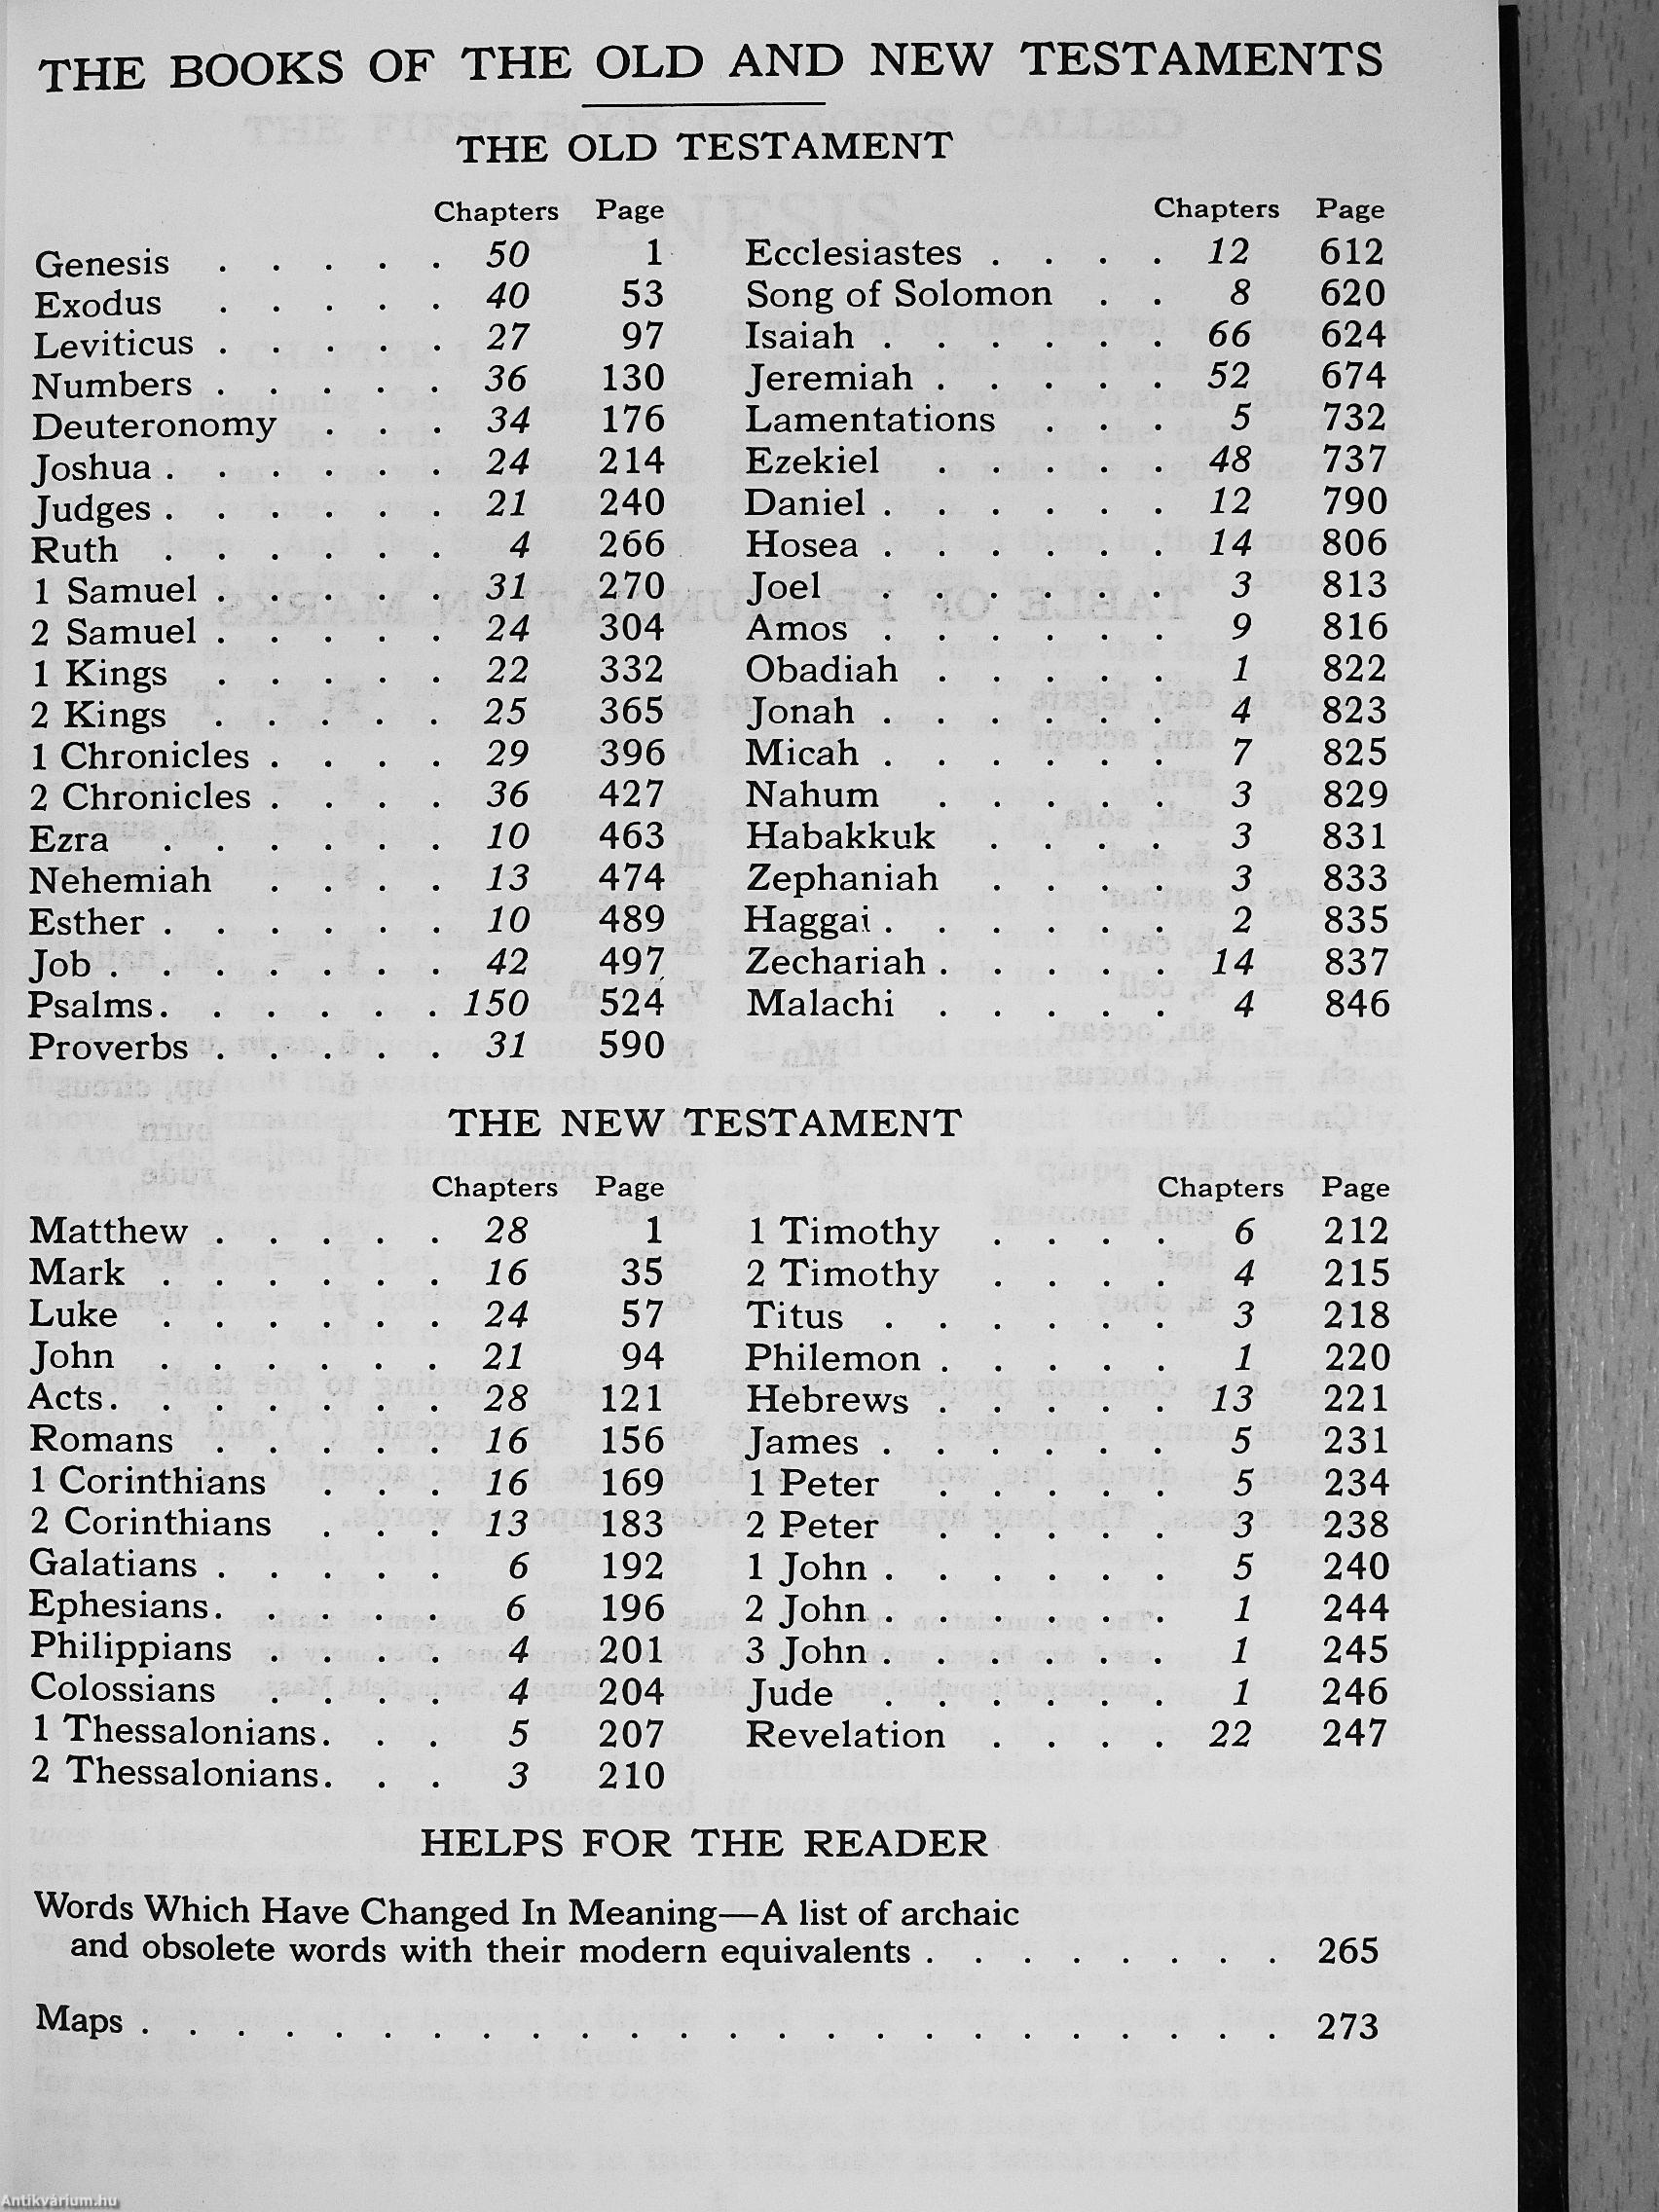 THE BOOKS OF THE OLD AND NEW TESTAMENTS
THE OLD TESTAMENT
Chapters Page
Genesis . . . . . 50 1
Exodus . . . . . 40 53
Leviticus . . . . . 27 97
Numbers . . . . . 36 130
Deuteronomy . . . 34 176
Joshua . . . . . . 24 214
Judges . . . . . . 21 240
Ruth . . . . . . 4 266
1 Samuel . . . . . 31 270
2 Samuel . . . . . 24 304
1 Kings . . . . . 22 332
2 Kings . . . . . 25 365
1 Chronicles . . . . 29 396
2 Chronicles . . . . 36 427
Ezra . . . . . . 10 463
Nehemiah . . . . 13 474
Esther . . . . . . 10 489
Job . . . . . . . 42 497
Psalms . . . . . . 150 524
Proverbs . . . . . 31 590
Chapters Page
Ecclesiastes . . . . 12 612
Song of Solomon . . 8 620
Isaiah . . . . . . 66 624
Jeremiah . . . . . 52 674
Lamentations . . . 5 732
Ezekiel . . . . . 48 737
Daniel . . . . . . 12 790
Hosea . . . . . . 14 806
Joel . . . . . . 3 813
Amos . . . . . . 9 816
Obadiah . . . . . 1 822
Jonah . . . . . . 4 823
Micah . . . . . . 7 825
Nahum . . . . . 3 829
Habakkuk . . . . 3 831
Zephaniah . . . . 3 833
Haggai . . . . . . 2 835
Zechariah . . . . . 14 837
Malachi . . . . . 4 846
THE NEW TESTAMENT
Chapters Page
Matthew . . . . . 28 1
Mark . . . . . . 16 35
Luke . . . . . . 24 57
John . . . . . . 21 94
Acts . . . . . . . 28 121
Romans . . . . . 16 156
1 Corinthians . . . 16 169
2 Corinthians . . . 13 183
Galatians . . . . . 6 192
Ephesians . . . . . 6 196
Philippians . . . . 4 201
Colossians . . . . 4 204
1 Thessalonians . . . 5 207
2 Thessalonians . . . 3 210
Chapters Page
1 Timothy . . . . 6 212
2 Timothy . . . . 4 215
Titus . . . . . . 3 218
Philemon . . . . . 1 220
Hebrews . . . . . 13 221
James . . . . . . 5 231
1 Peter . . . . . 5 234
2 Peter . . . . . 3 238
1 John . . . . . . 5 240
2 John . . . . . . 1 244
3 John . . . . . . 1 245
Jude . . . . . . 1 246
Revelation . . . . 22 247
HELPS FOR THE READER
Words Which Have Changed In Meaning—A list of archaic
and obsolete words with their modern equivalents . . . . . . . . 265
Maps . . . . . . . . . . . . . . . . . . . . . . . . 273
Antikvárium.hu